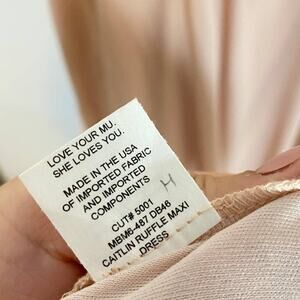 LOVE YOUR MU.
SHE LOVES YOU.
MADE IN THE USA
OF IMPORTED FABRIC
AND IMPORTED
COMPONENTS
H
CUT# 5001
MBM6-487 DB46
CAITLIN RUFFLE MAXI
DRESS